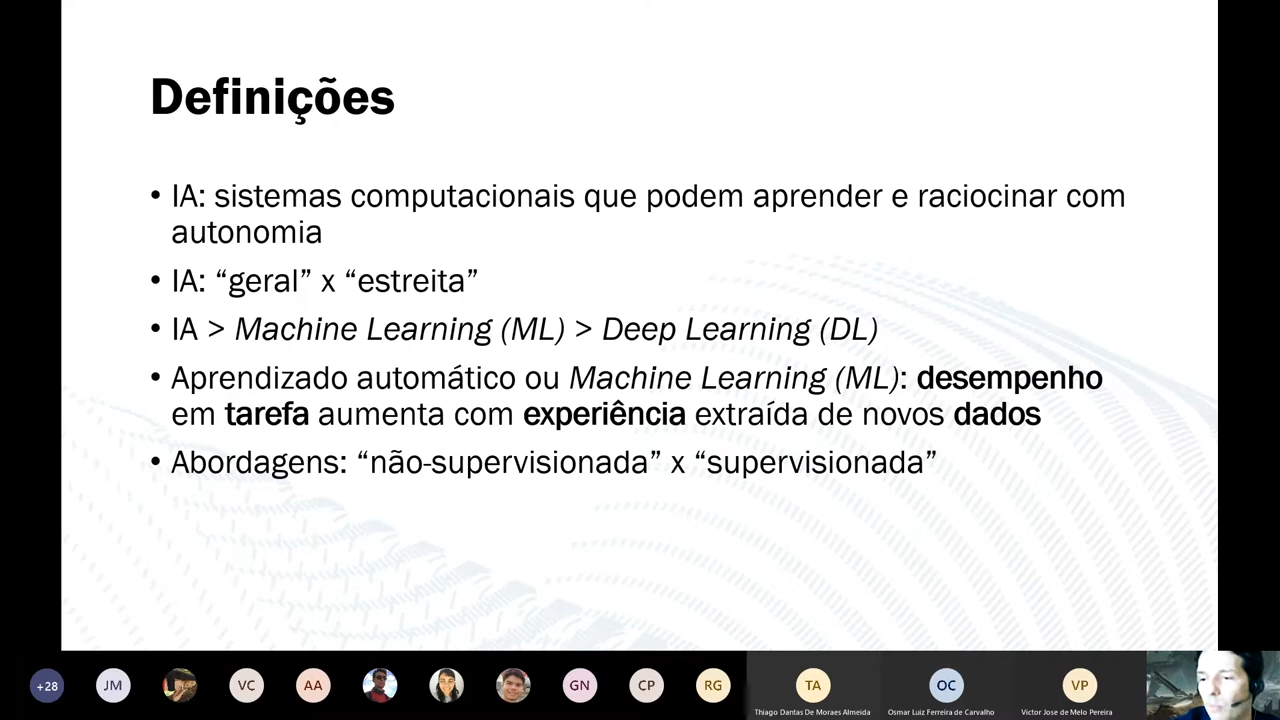 Definições
• IA: sistemas computacionais que podem aprender e raciocinar com
autonomia
• IA: “geral” x “estreita”
• IA > Machine Learning (ML) > Deep Learning (DL)
• Aprendizado automático ou Machine Learning (ML): desempenho
em tarefa aumenta com experiência extraída de novos dados
• Abordagens: “não-supervisionada” x “supervisionada”
+28 JM VC AA GN CP RG TA OC VP
Thiago Dantas De Moraes Almeida Osmar Luiz Ferreira de Carvalho Victor Jose de Melo Pereira